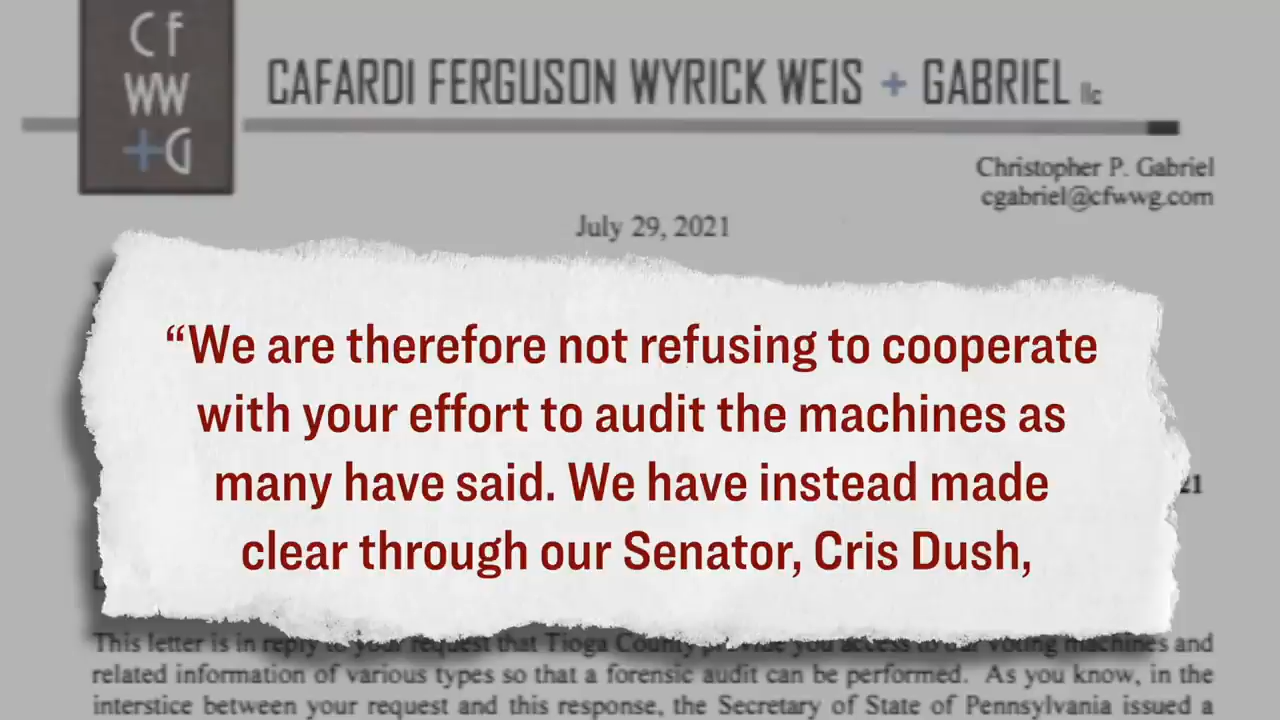 Cf
WW
+G
CAFARDI FERGUSON WYRICK WEIS + GABRIEL llc
Christopher P. Gabriel
cgabriel@cfwwg.com
July 29, 2021
“We are therefore not refusing to cooperate
with your effort to audit the machines as
many have said. We have instead made
clear through our Senator, Cris Dush,
21
This letter is in reply to your request that Tioga County provide you access to our voting machines and
related information of various types so that a forensic audit can be performed. As you know, in the
interstice between your request and this response, the Secretary of State of Pennsylvania issued a